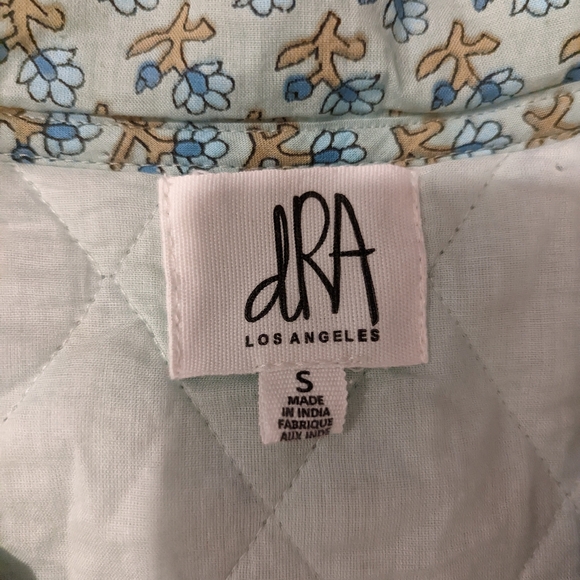 dRA
LOS ANGELES
S
MADE
IN INDIA
FABRIQUE
AUX INDE